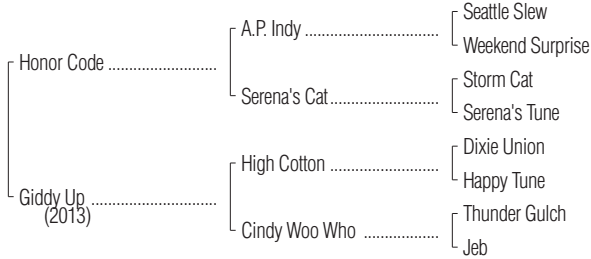 Seattle Slew
A.P. Indy ............................
Weekend Surprise
Honor Code ......................
Storm Cat
Serena's Cat......................
Serena's Tune
Dixie Union
High Cotton ......................
Happy Tune
Giddy Up .........................
(2013)
Thunder Gulch
Cindy Woo Who ................
Jeb